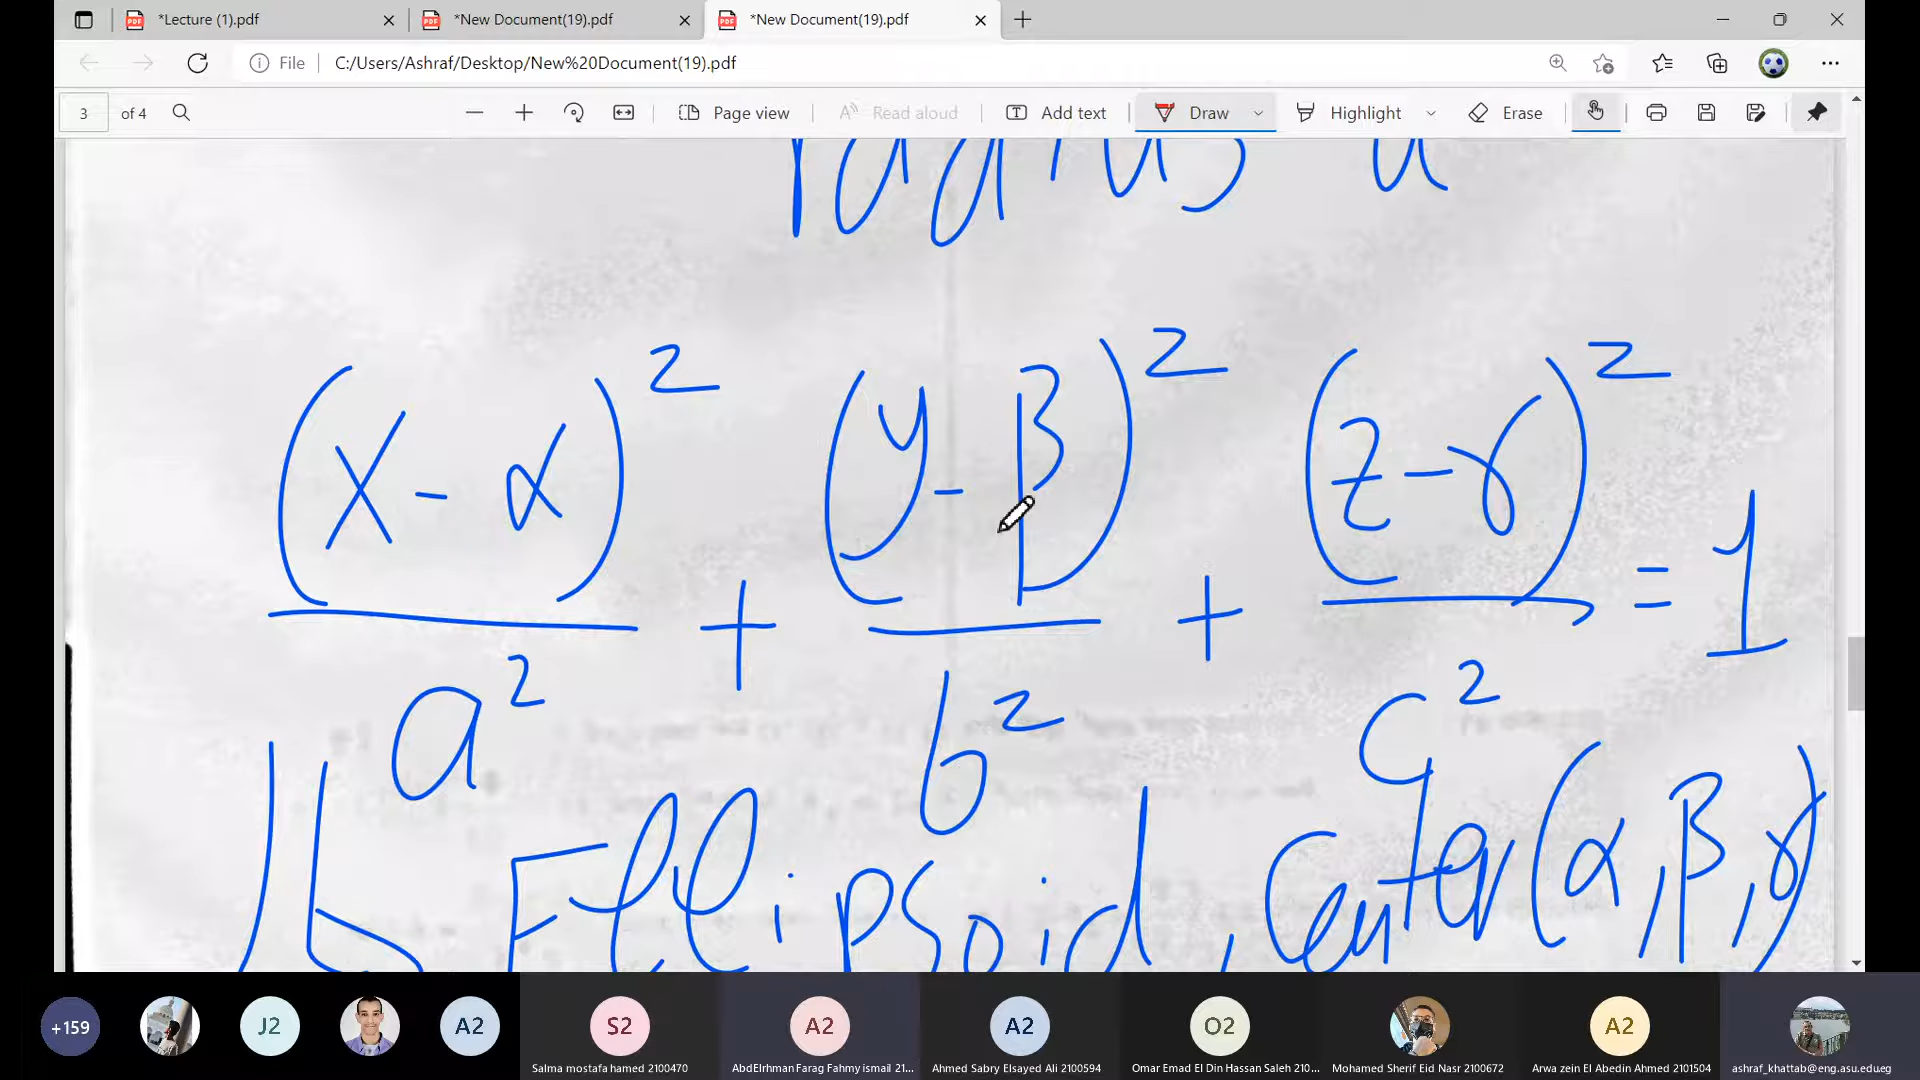 *Lecture (1).pdf
*New Document(19).pdf
*New Document(19).pdf
File
C:/Users/Ashraf/Desktop/New%20Document(19).pdf
3 of 4
Page view
Read aloud
Add text
Draw
Highlight
Erase
radius a
(x - α)² / a² + (y - β)² / b² + (z - γ)² / c² = 1
Ellipsoid, Center (α, β, γ)
+159
J2
A2
S2
A2
A2
O2
A2
Salma mostafa hamed 2100470
AbdElrhman Farag Fahmy ismail 21...
Ahmed Sabry Elsayed Ali 2100594
Omar Emad El Din Hassan Saleh 210...
Mohamed Sherif Eid Nasr 2100672
Arwa zein El Abedin Ahmed 2101504
ashraf_khattab@eng.asu.edueg